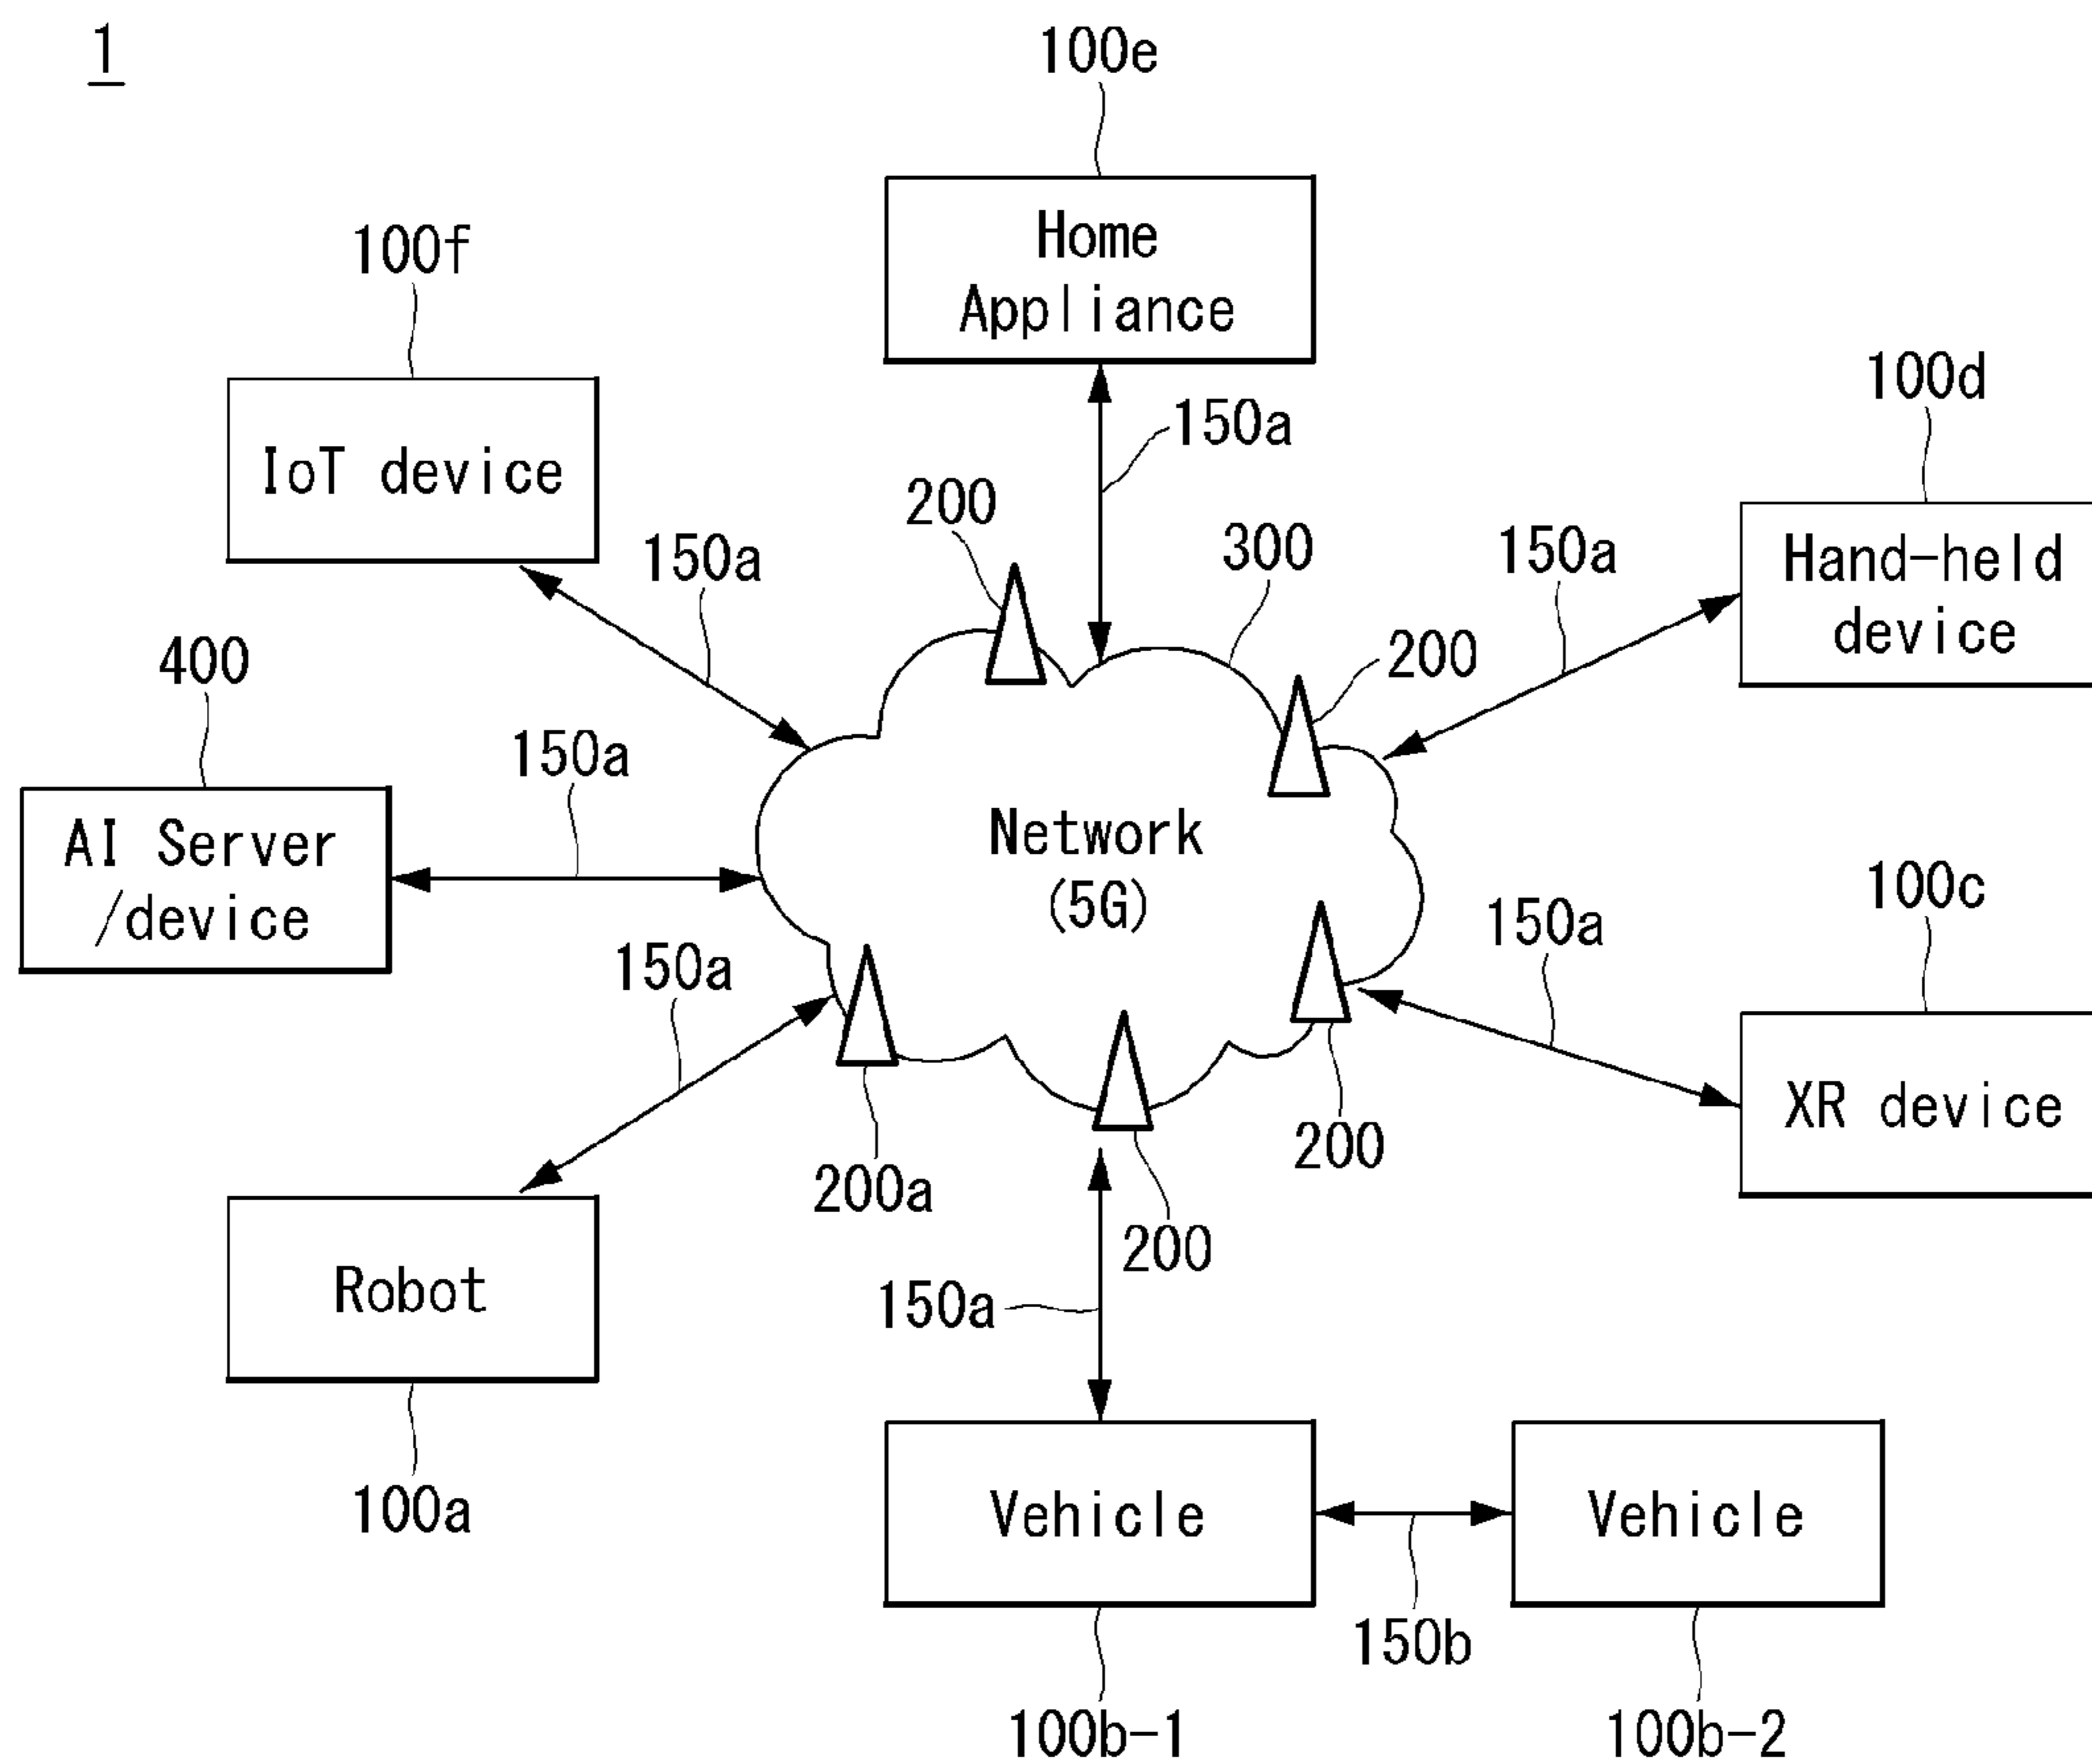 1
100e
Home
Appliance
100f
IoT device
150a
100d
Hand-held
device
200
150a
300
150a
200
400
AI Server
/device
150a
Network
(5G)
100c
XR device
150a
150a
200a
200
200
Robot
100a
150a
Vehicle
100b-1
150b
Vehicle
100b-2